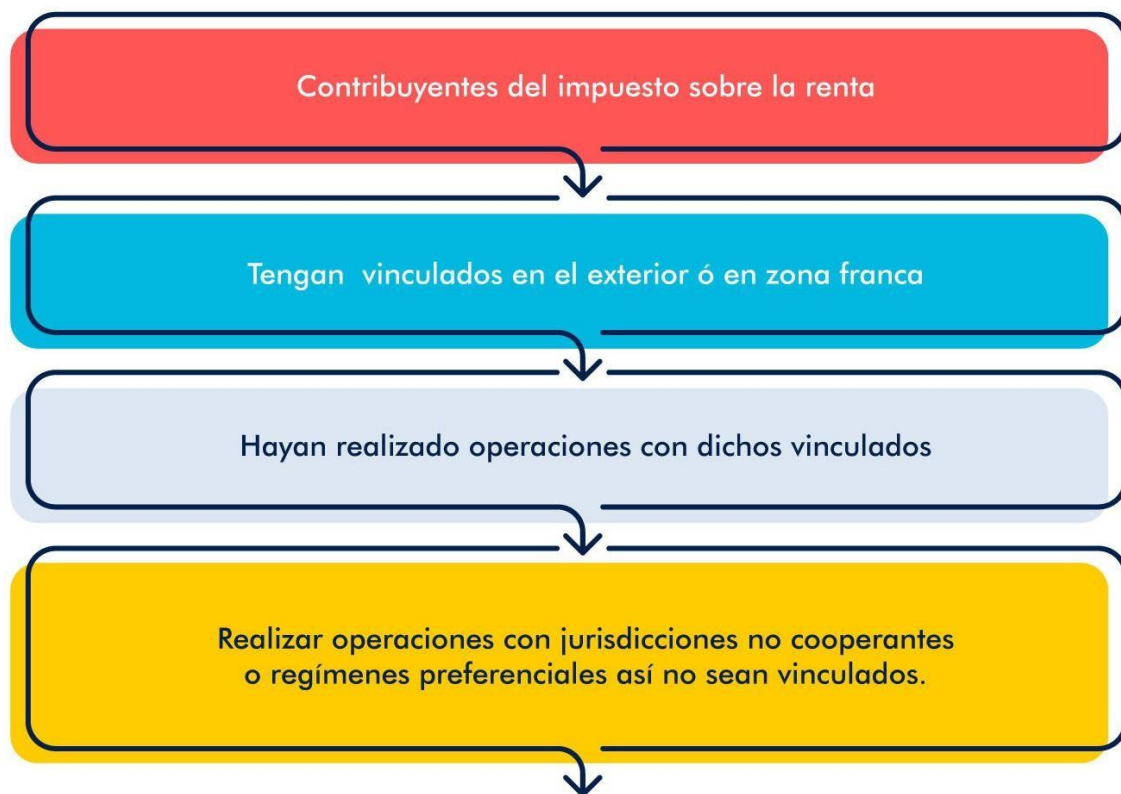 Contribuyentes del impuesto sobre la renta
Tengan vinculados en el exterior ó en zona franca
Hayan realizado operaciones con dichos vinculados
Realizar operaciones con jurisdicciones no cooperantes
o regímenes preferenciales así no sean vinculados.